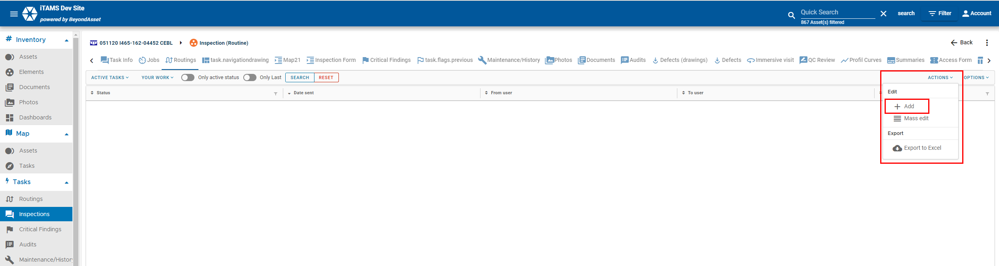 iTAMS Dev Site
powered by BeyondAsset
Quick Search
867 Asset(s) filtered
search
Filter
Account
Inventory
Assets
Elements
Documents
Photos
Dashboards
Map
Assets
Tasks
Tasks
Routings
Inspections
Critical Findings
Audits
Maintenance/History
051120 I465-162-04452 CEBL
Inspection (Routine)
Back
Task Info
Jobs
Routings
task.navigationdrawing
Map21
Inspection Form
Critical Findings
task.flags.previous
Maintenance/History
Photos
Documents
Audits
Defects (drawings)
Defects
Immersive visit
QC Review
Profil Curves
Summaries
Access Form
ACTIVE TASKS
YOUR WORK
Only active status
Only Last
SEARCH
RESET
ACTIONS
OPTIONS
Status
Date sent
From user
To user
Edit
Add
Mass edit
Export
Export to Excel